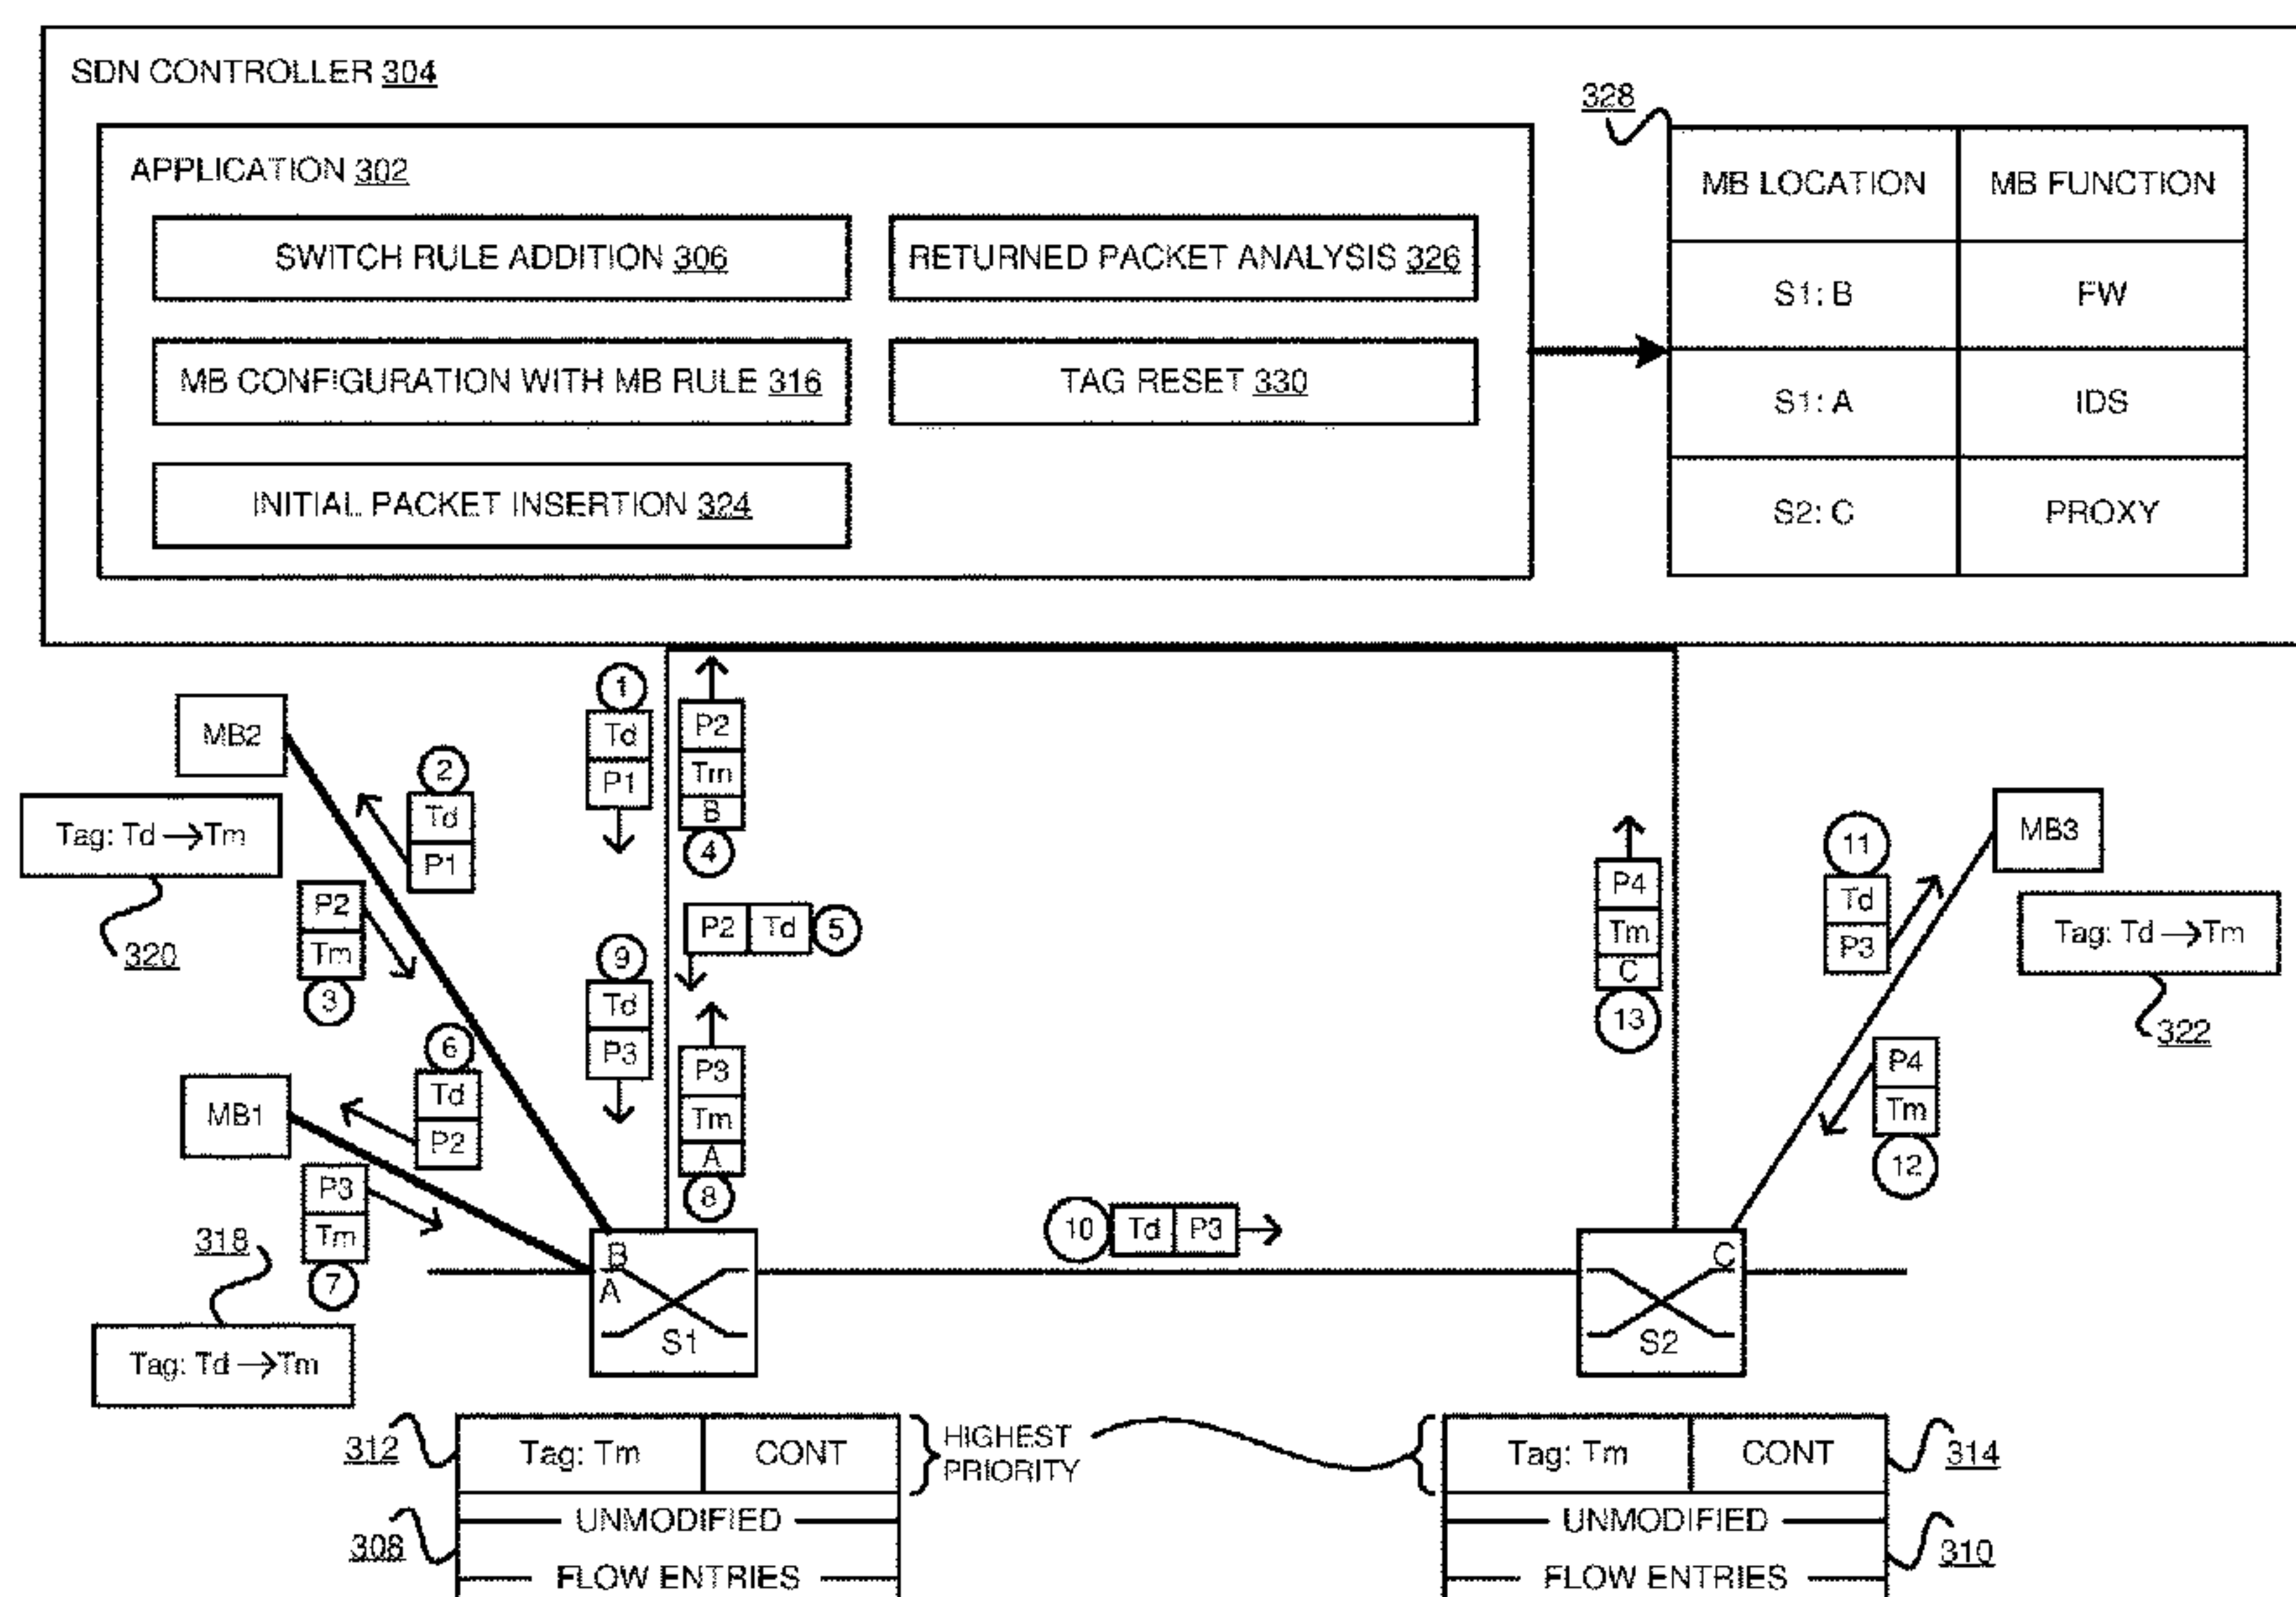 SDN CONTROLLER 304
328
APPLICATION 302
MB LOCATION MB FUNCTION
SWITCH RULE ADDITION 306 RETURNED PACKET ANALYSIS 326
S1: B FW
MB CONFIGURATION WITH MB RULE 316 TAG RESET 330
S1: A IDS
INITIAL PACKET INSERTION 324
S2: C PROXY
MB2
1
Td
P1
P2
Tm
B
4
2
Td
P1
Tag: Td →Tm
320
P2
Tm
3
P2 Td 5
9
Td
P3
P3
Tm
A
8
6
Td
P2
MB1
P3
Tm
7
318
Tag: Td →Tm
B
A
S1
10 Td P3
P4
Tm
C
13
11
Td
P3
MB3
Tag: Td →Tm
322
P4
Tm
12
C
S2
312 Tag: Tm CONT
HIGHEST
PRIORITY
Tag: Tm CONT 314
UNMODIFIED
308
FLOW ENTRIES
UNMODIFIED
310
FLOW ENTRIES